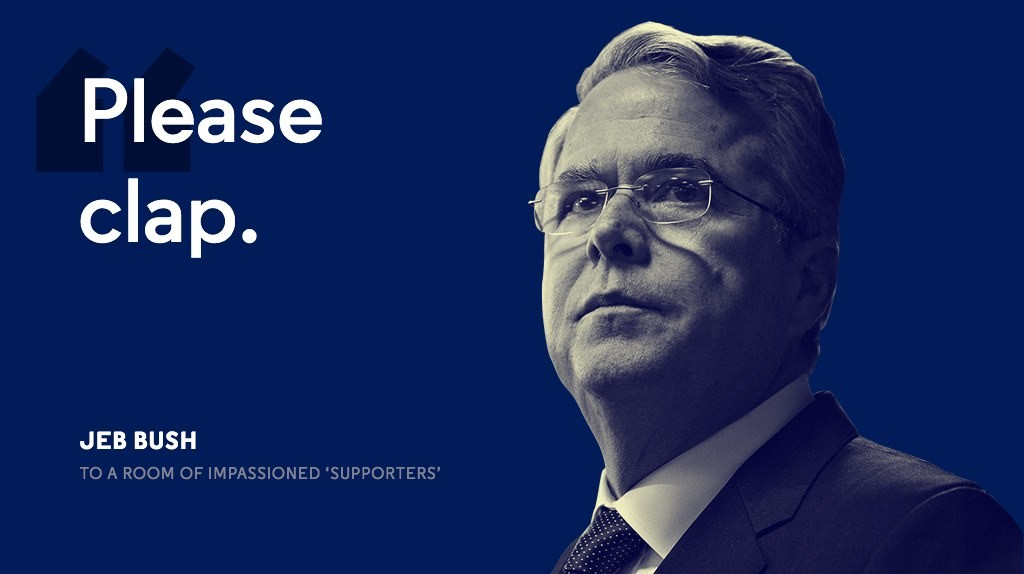 Please
clap.
JEB BUSH
TO A ROOM OF IMPASSIONED ‘SUPPORTERS’